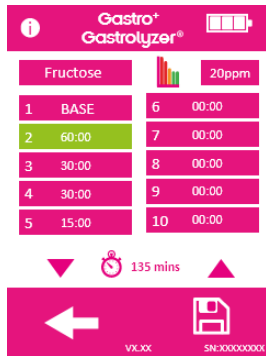 i
Gastro+
Gastrolyzer®
Fructose
20ppm
1 BASE
2 60:00
3 30:00
4 30:00
5 15:00
6 00:00
7 00:00
8 00:00
9 00:00
10 00:00
135 mins
VX.XX
SN:XXXXXXXXX